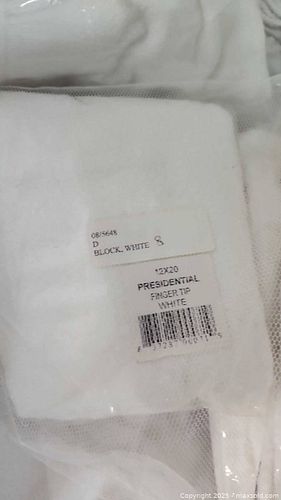 08/5648
D
BLOCK, WHITE 8
12X20
PRESIDENTIAL
FINGER TIP
WHITE
Copyright 2023 - maxsold.com